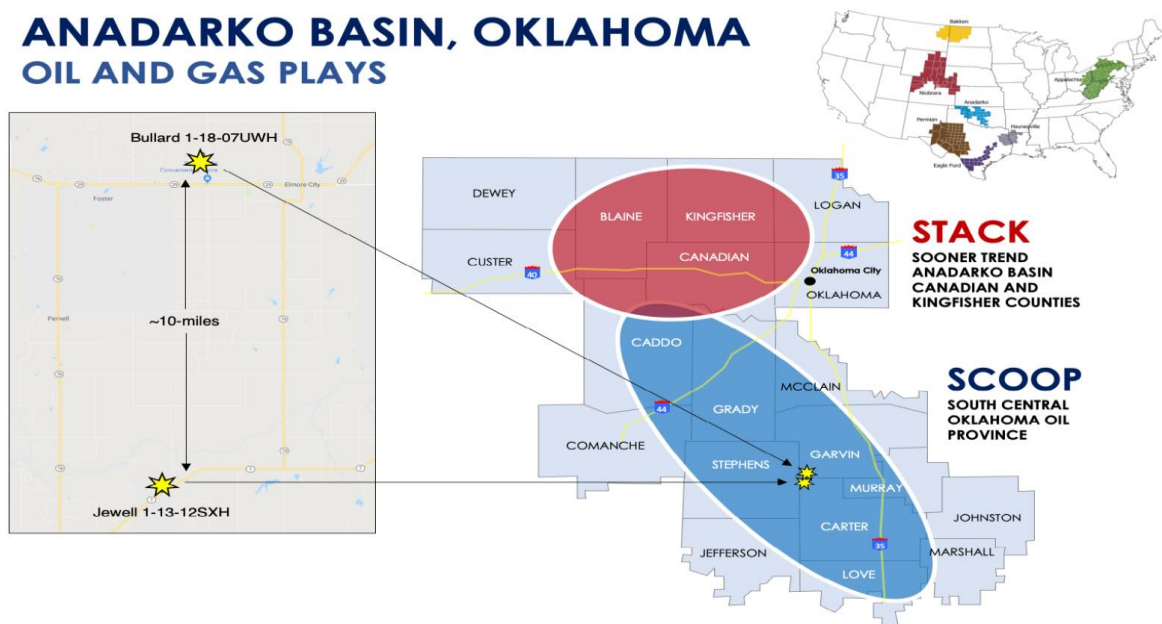 ANADARKO BASIN, OKLAHOMA
OIL AND GAS PLAYS
Bakken
Niobrara
Appalachia
Anadarko
Permian
Haynesville
Eagle Ford
Bullard 1-18-07UWH
Foster
Elmore City
Pernell
~10-miles
Jewell 1-13-12SXH
DEWEY
BLAINE
KINGFISHER
LOGAN
35
CUSTER
40
CANADIAN
44
Oklahoma City
OKLAHOMA
CADDO
MCCLAIN
GRADY
44
COMANCHE
STEPHENS
GARVIN
MURRAY
CARTER
JOHNSTON
35
JEFFERSON
MARSHALL
LOVE
STACK
SOONER TREND
ANADARKO BASIN
CANADIAN AND
KINGFISHER COUNTIES
SCOOP
SOUTH CENTRAL
OKLAHOMA OIL
PROVINCE